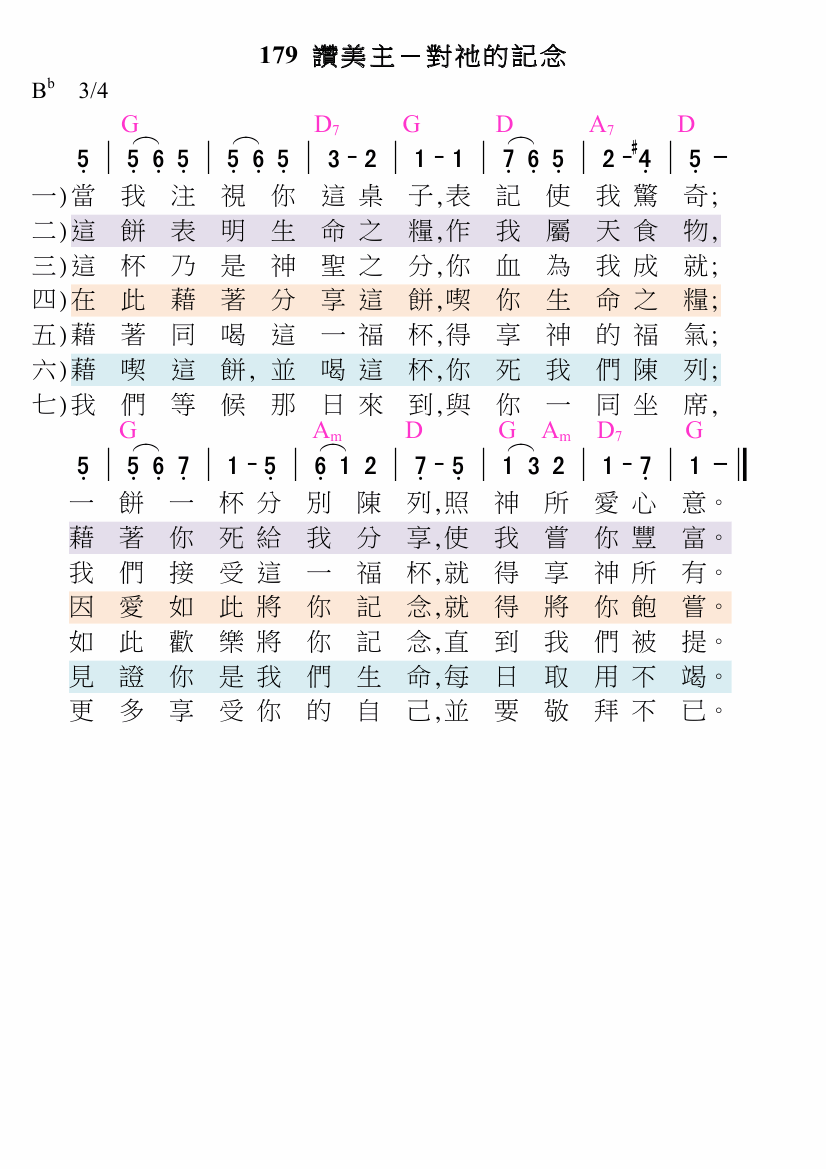 179 讚美主－對祂的記念
B♭ 3/4
G D7 G D A7 D
5 | 5 6 5 | 5 6 5 | 3 - 2 | 1 - 1 | 7 6 5 | 2 - #4 | 5 -
一)當我注視你這桌子,表記使我驚奇;
二)這餅表明生命之糧,作我屬天食物,
三)這杯乃是神聖之分,你血為我成就;
四)在此藉著分享這餅,喫你生命之糧;
五)藉著同喝這一福杯,得享神的福氣;
六)藉喫這餅,並喝這杯,你死我們陳列;
七)我們等候那日來到,與你一同坐席,
G Am D G Am D7 G
5 | 5 6 7 | 1 - 5 | 6 1 2 | 7 - 5 | 1 3 2 | 1 - 7 | 1 - ‖
一餅一杯分別陳列,照神所愛心意。
藉著你死給我分享,使我嘗你豐富。
我們接受這一福杯,就得享神所有。
因愛如此將你記念,就得將你飽嘗。
如此歡樂將你記念,直到我們被提。
見證你是我們生命,每日取用不竭。
更多享受你的自己,並要敬拜不已。